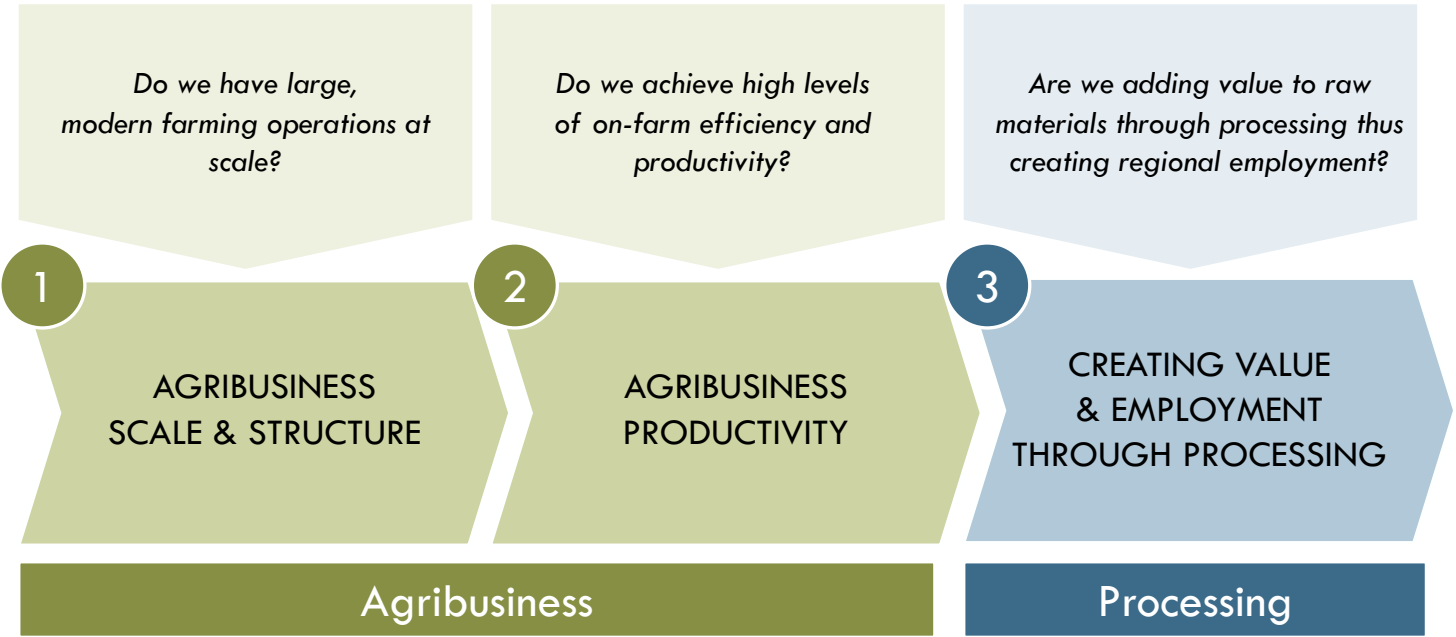 Do we have large,
modern farming operations at
scale?
Do we achieve high levels
of on-farm efficiency and
productivity?
Are we adding value to raw
materials through processing thus
creating regional employment?
1
AGRIBUSINESS
SCALE & STRUCTURE
2
AGRIBUSINESS
PRODUCTIVITY
3
CREATING VALUE
& EMPLOYMENT
THROUGH PROCESSING
Agribusiness
Processing